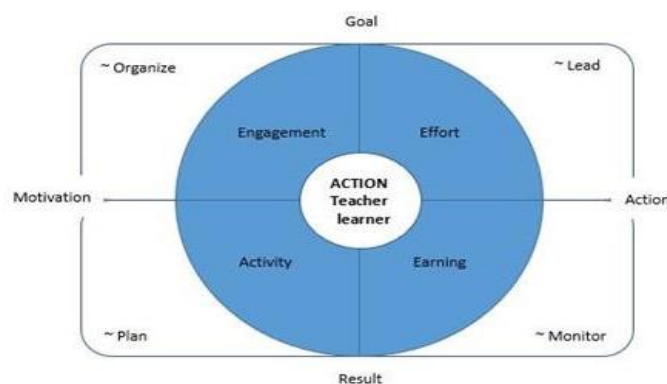 Goal
~ Organize
~ Lead
Engagement
Effort
ACTION
Teacher
learner
Motivation
Action
Activity
Earning
~ Plan
~ Monitor
Result